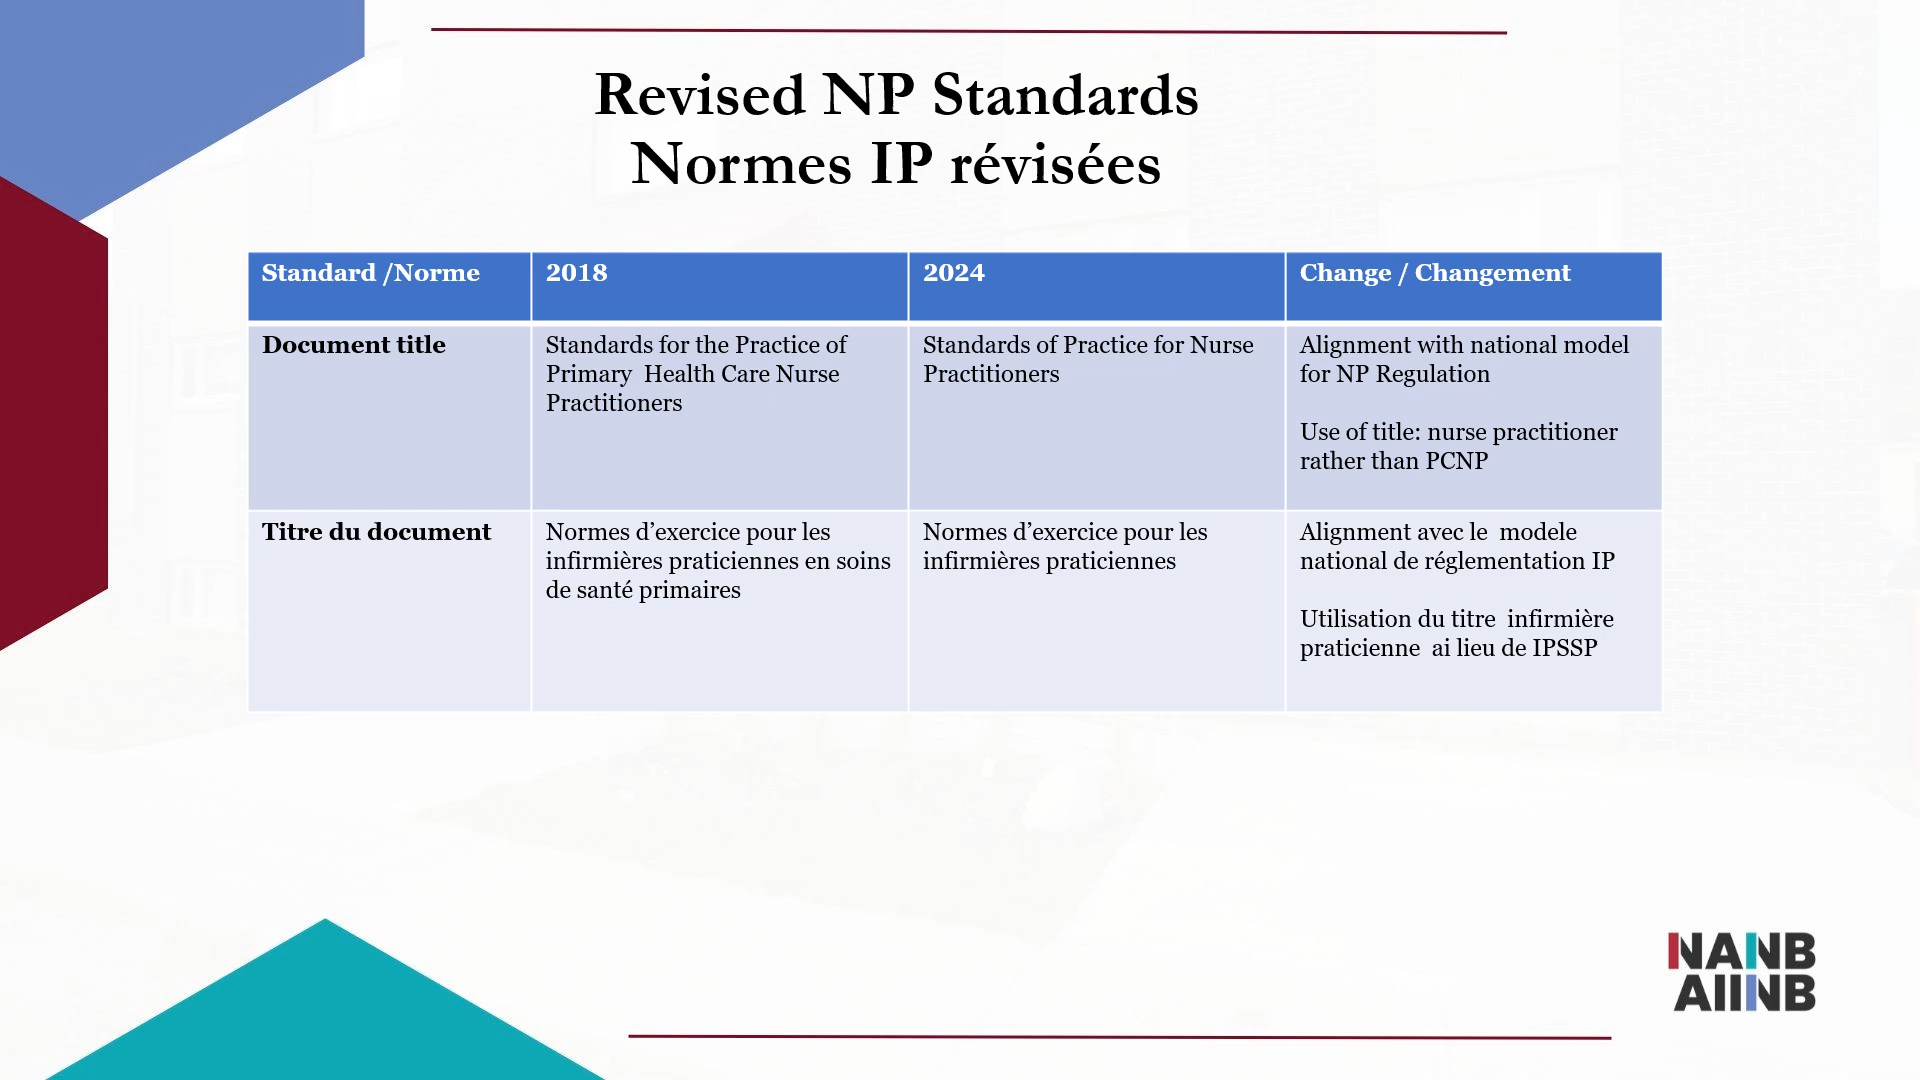 Revised NP Standards
Normes IP révisées
Standard /Norme
2018
2024
Change / Changement
Document title
Standards for the Practice of
Primary  Health Care Nurse
Practitioners
Standards of Practice for Nurse
Practitioners
Alignment with national model
for NP Regulation
Use of title: nurse practitioner
rather than PCNP
Titre du document
Normes d’exercice pour les
infirmières praticiennes en soins
de santé primaires
Normes d’exercice pour les
infirmières praticiennes
Alignment avec le  modele
national de réglementation IP
Utilisation du titre  infirmière
praticienne  ai lieu de IPSSP
NANB
AIINB